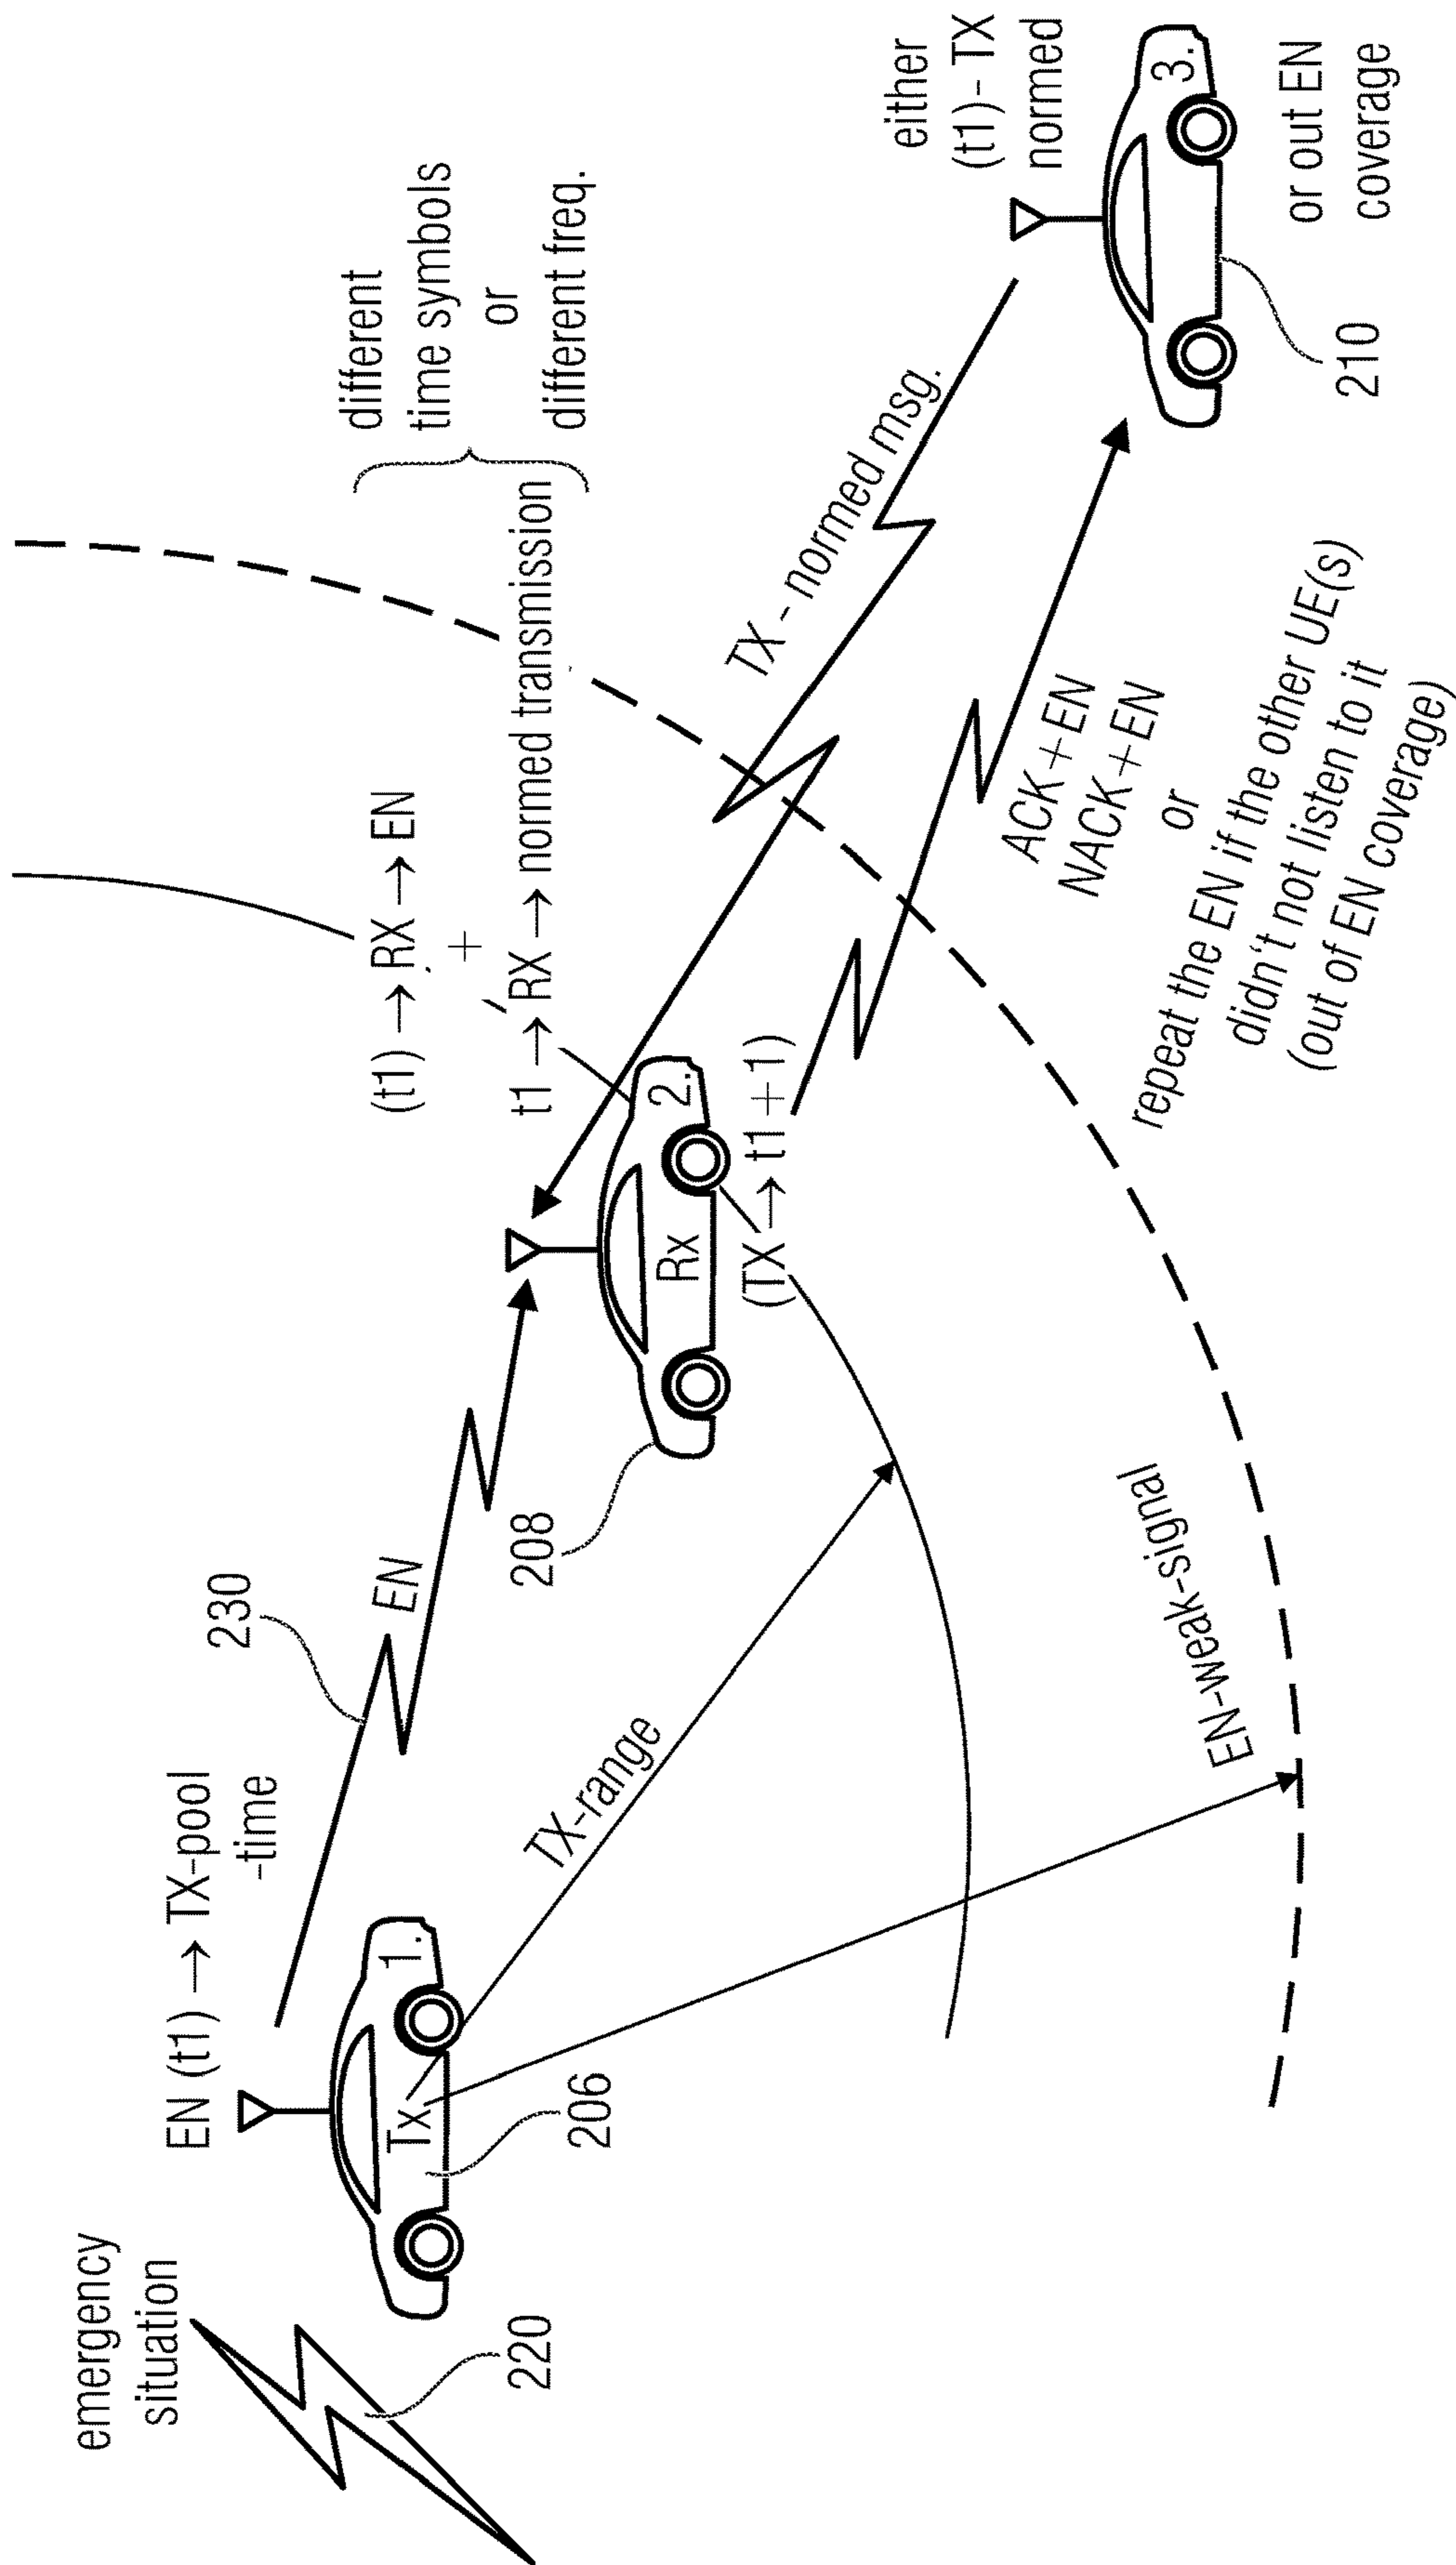 emergency
situation
220
EN (t1) → TX-pool
-time
Tx
1.
206
230
EN
TX-range
EN-weak-signal
208
Rx
2.
(TX → t1+1)
(t1) → RX → EN
+
t1 → RX → normed transmission
different
time symbols
or
different freq.
TX - normed msg.
ACK+EN
NACK+EN
or
repeat the EN if the other UE(s)
didn't not listen to it
(out of EN coverage)
either
(t1)- TX
normed
3.
210
or out EN
coverage